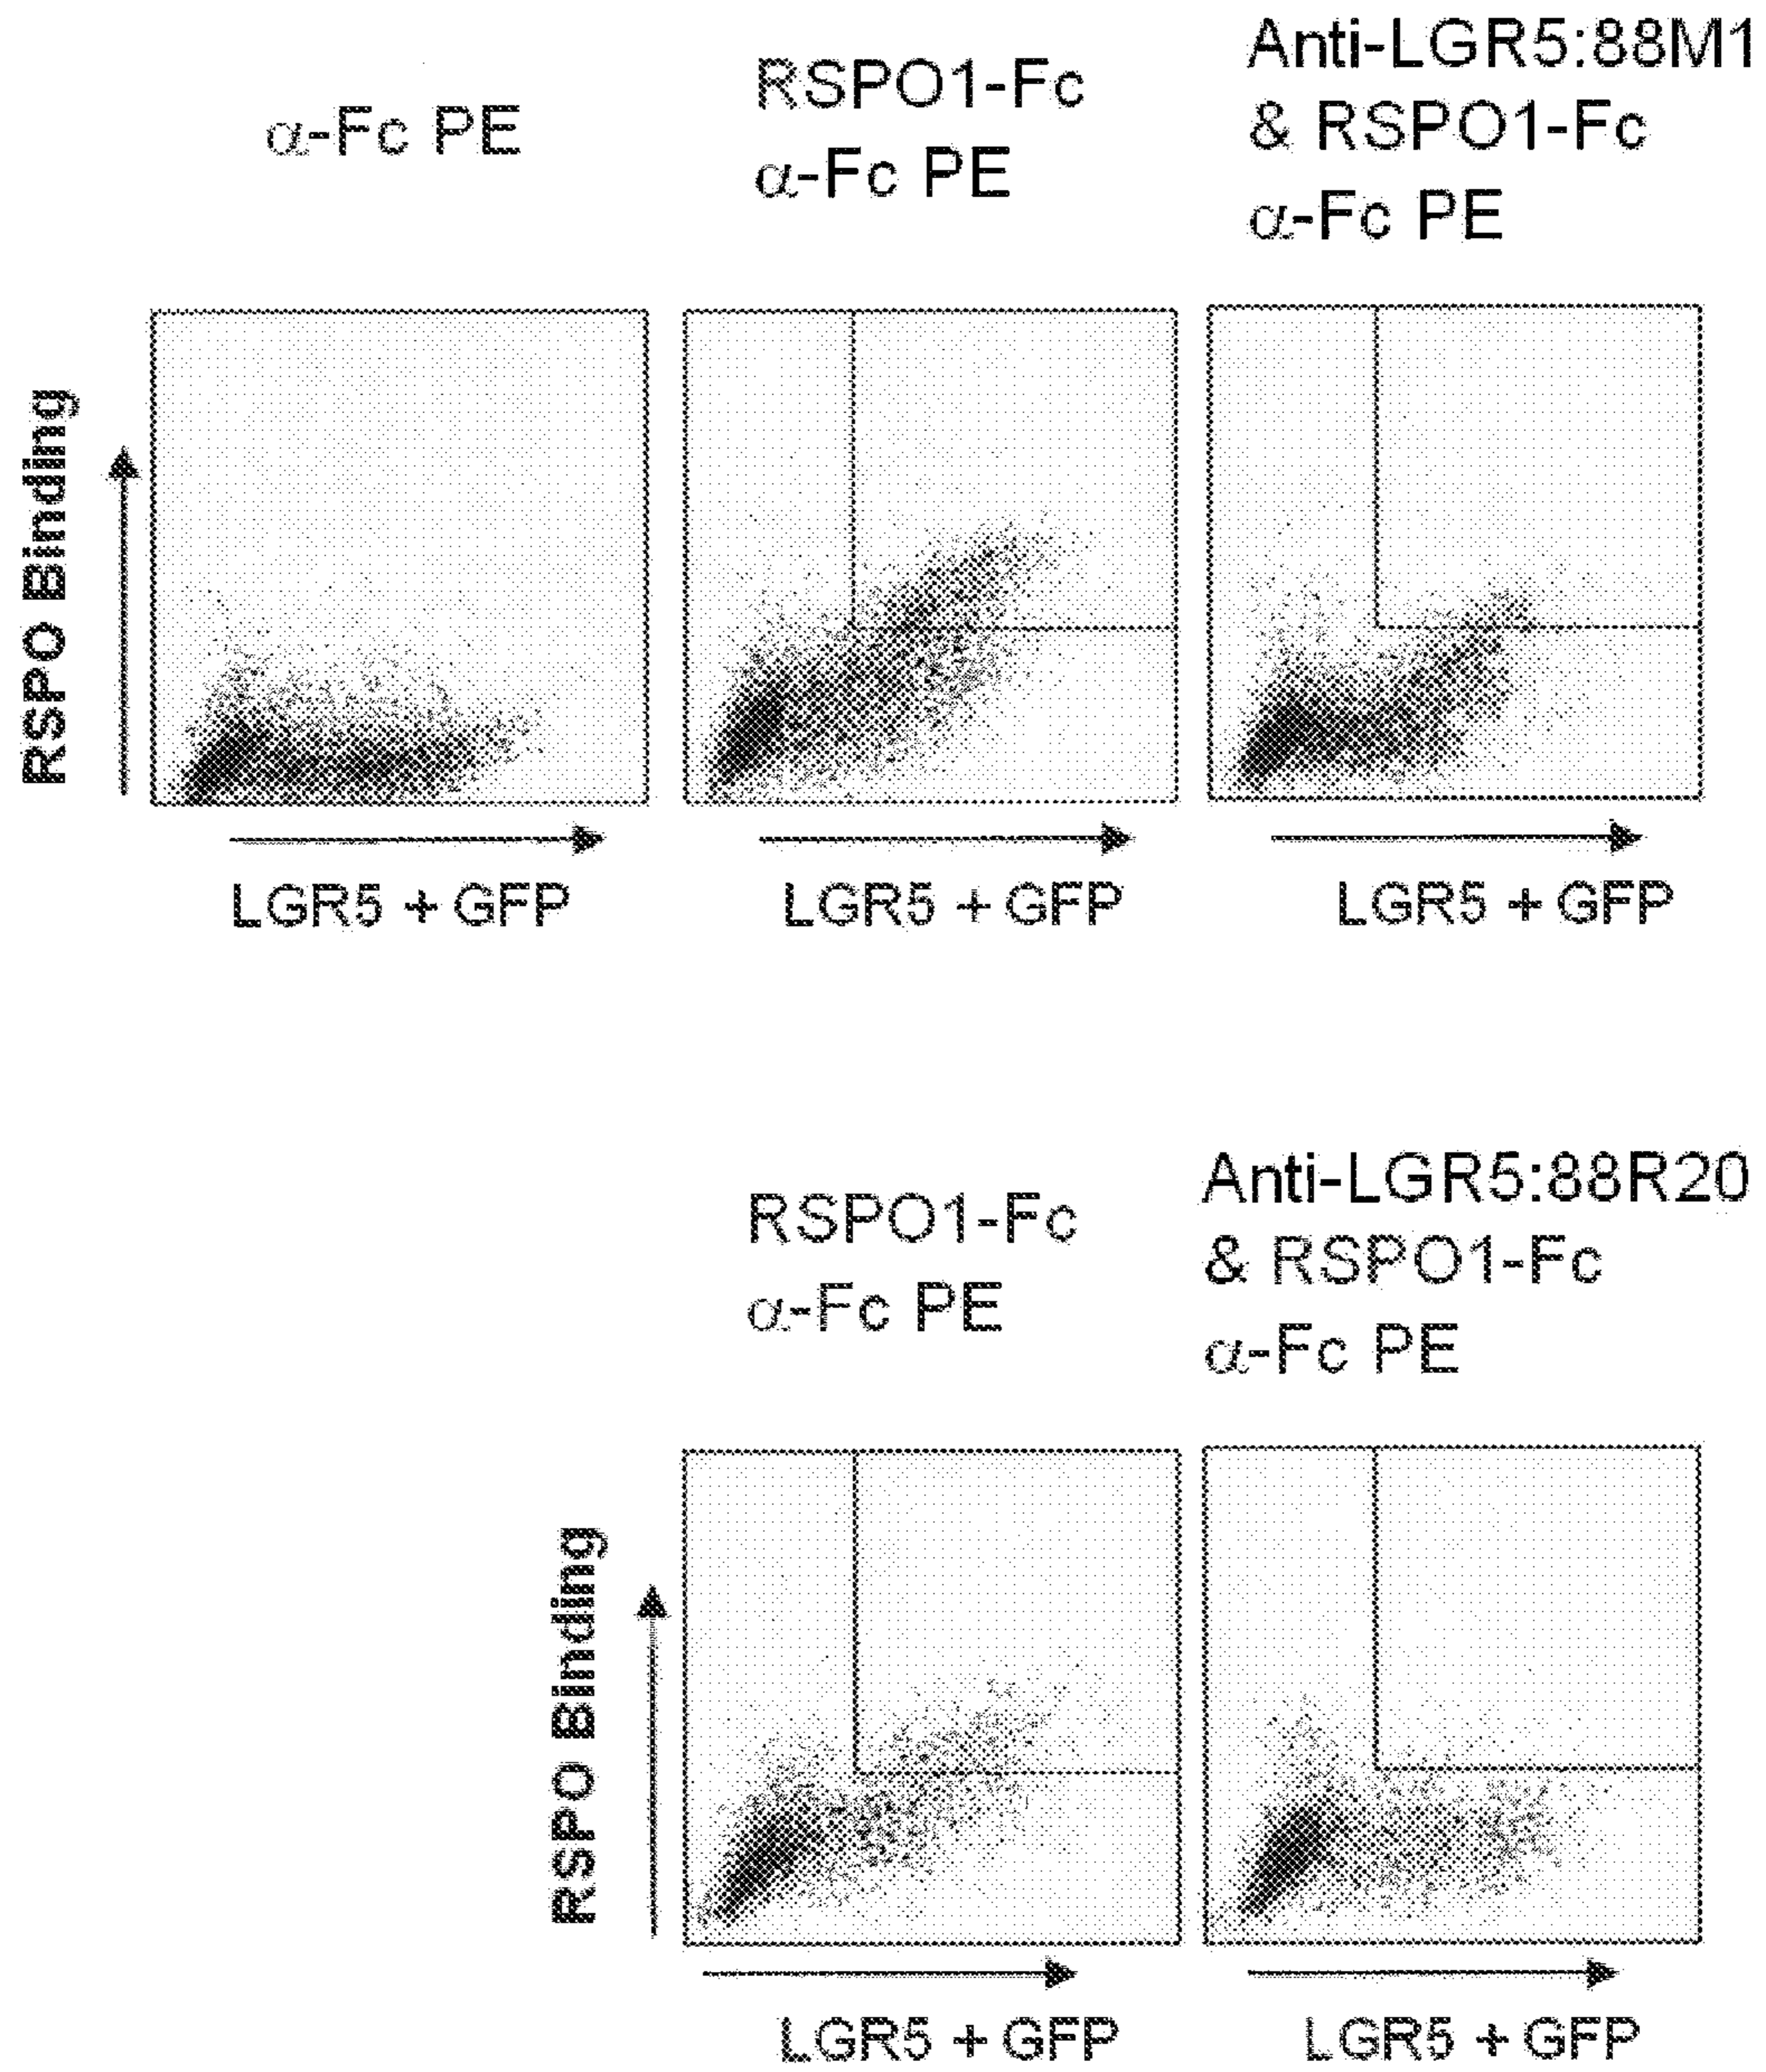 α-Fc PE
RSPO1-Fc
α-Fc PE
Anti-LGR5:88M1
& RSPO1-Fc
α-Fc PE
RSPO Binding
LGR5 + GFP
LGR5 + GFP
LGR5 + GFP
RSPO1-Fc
α-Fc PE
Anti-LGR5:88R20
& RSPO1-Fc
α-Fc PE
RSPO Binding
LGR5 + GFP
LGR5 + GFP